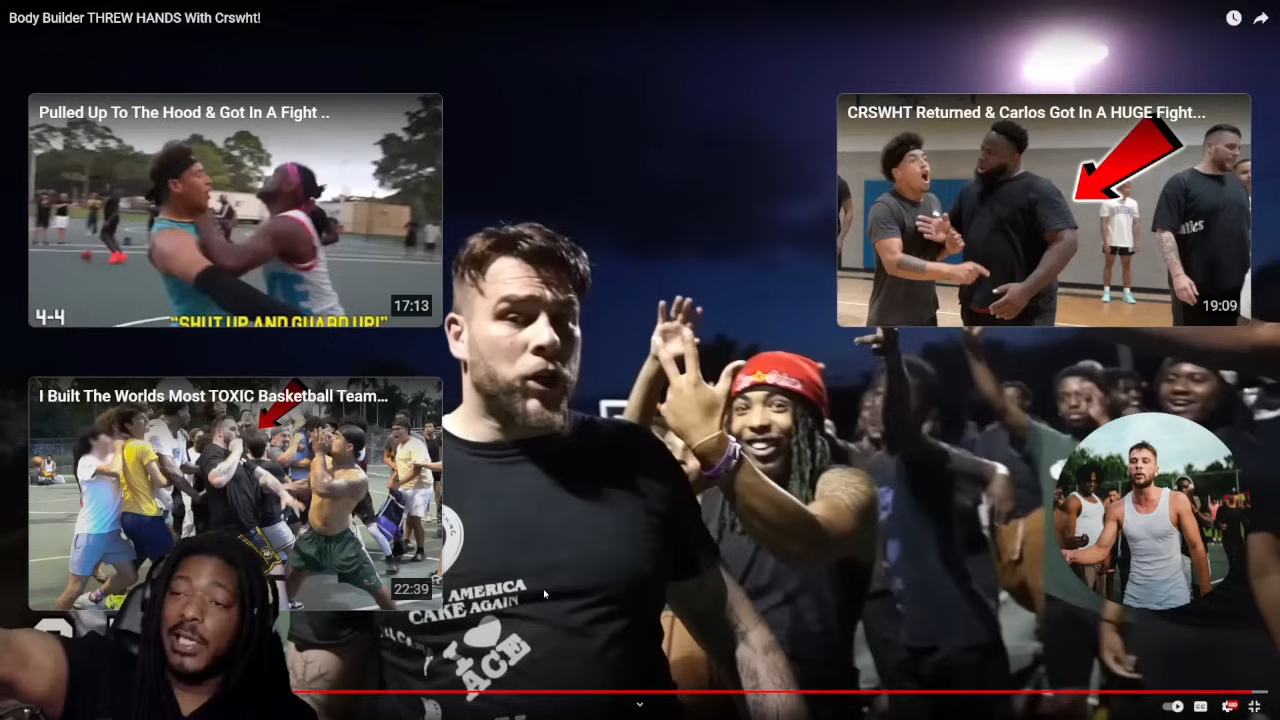 Body Builder THREW HANDS With Crswht!
Pulled Up To The Hood & Got In A Fight ..
4-4
17:13
"SHUT UP AND GUARD UP!"
CRSWHT Returned & Carlos Got In A HUGE Fight...
19:09
I Built The Worlds Most TOXIC Basketball Team...
22:39
AMERICA
CAKE AGAIN
I
ACE
HD